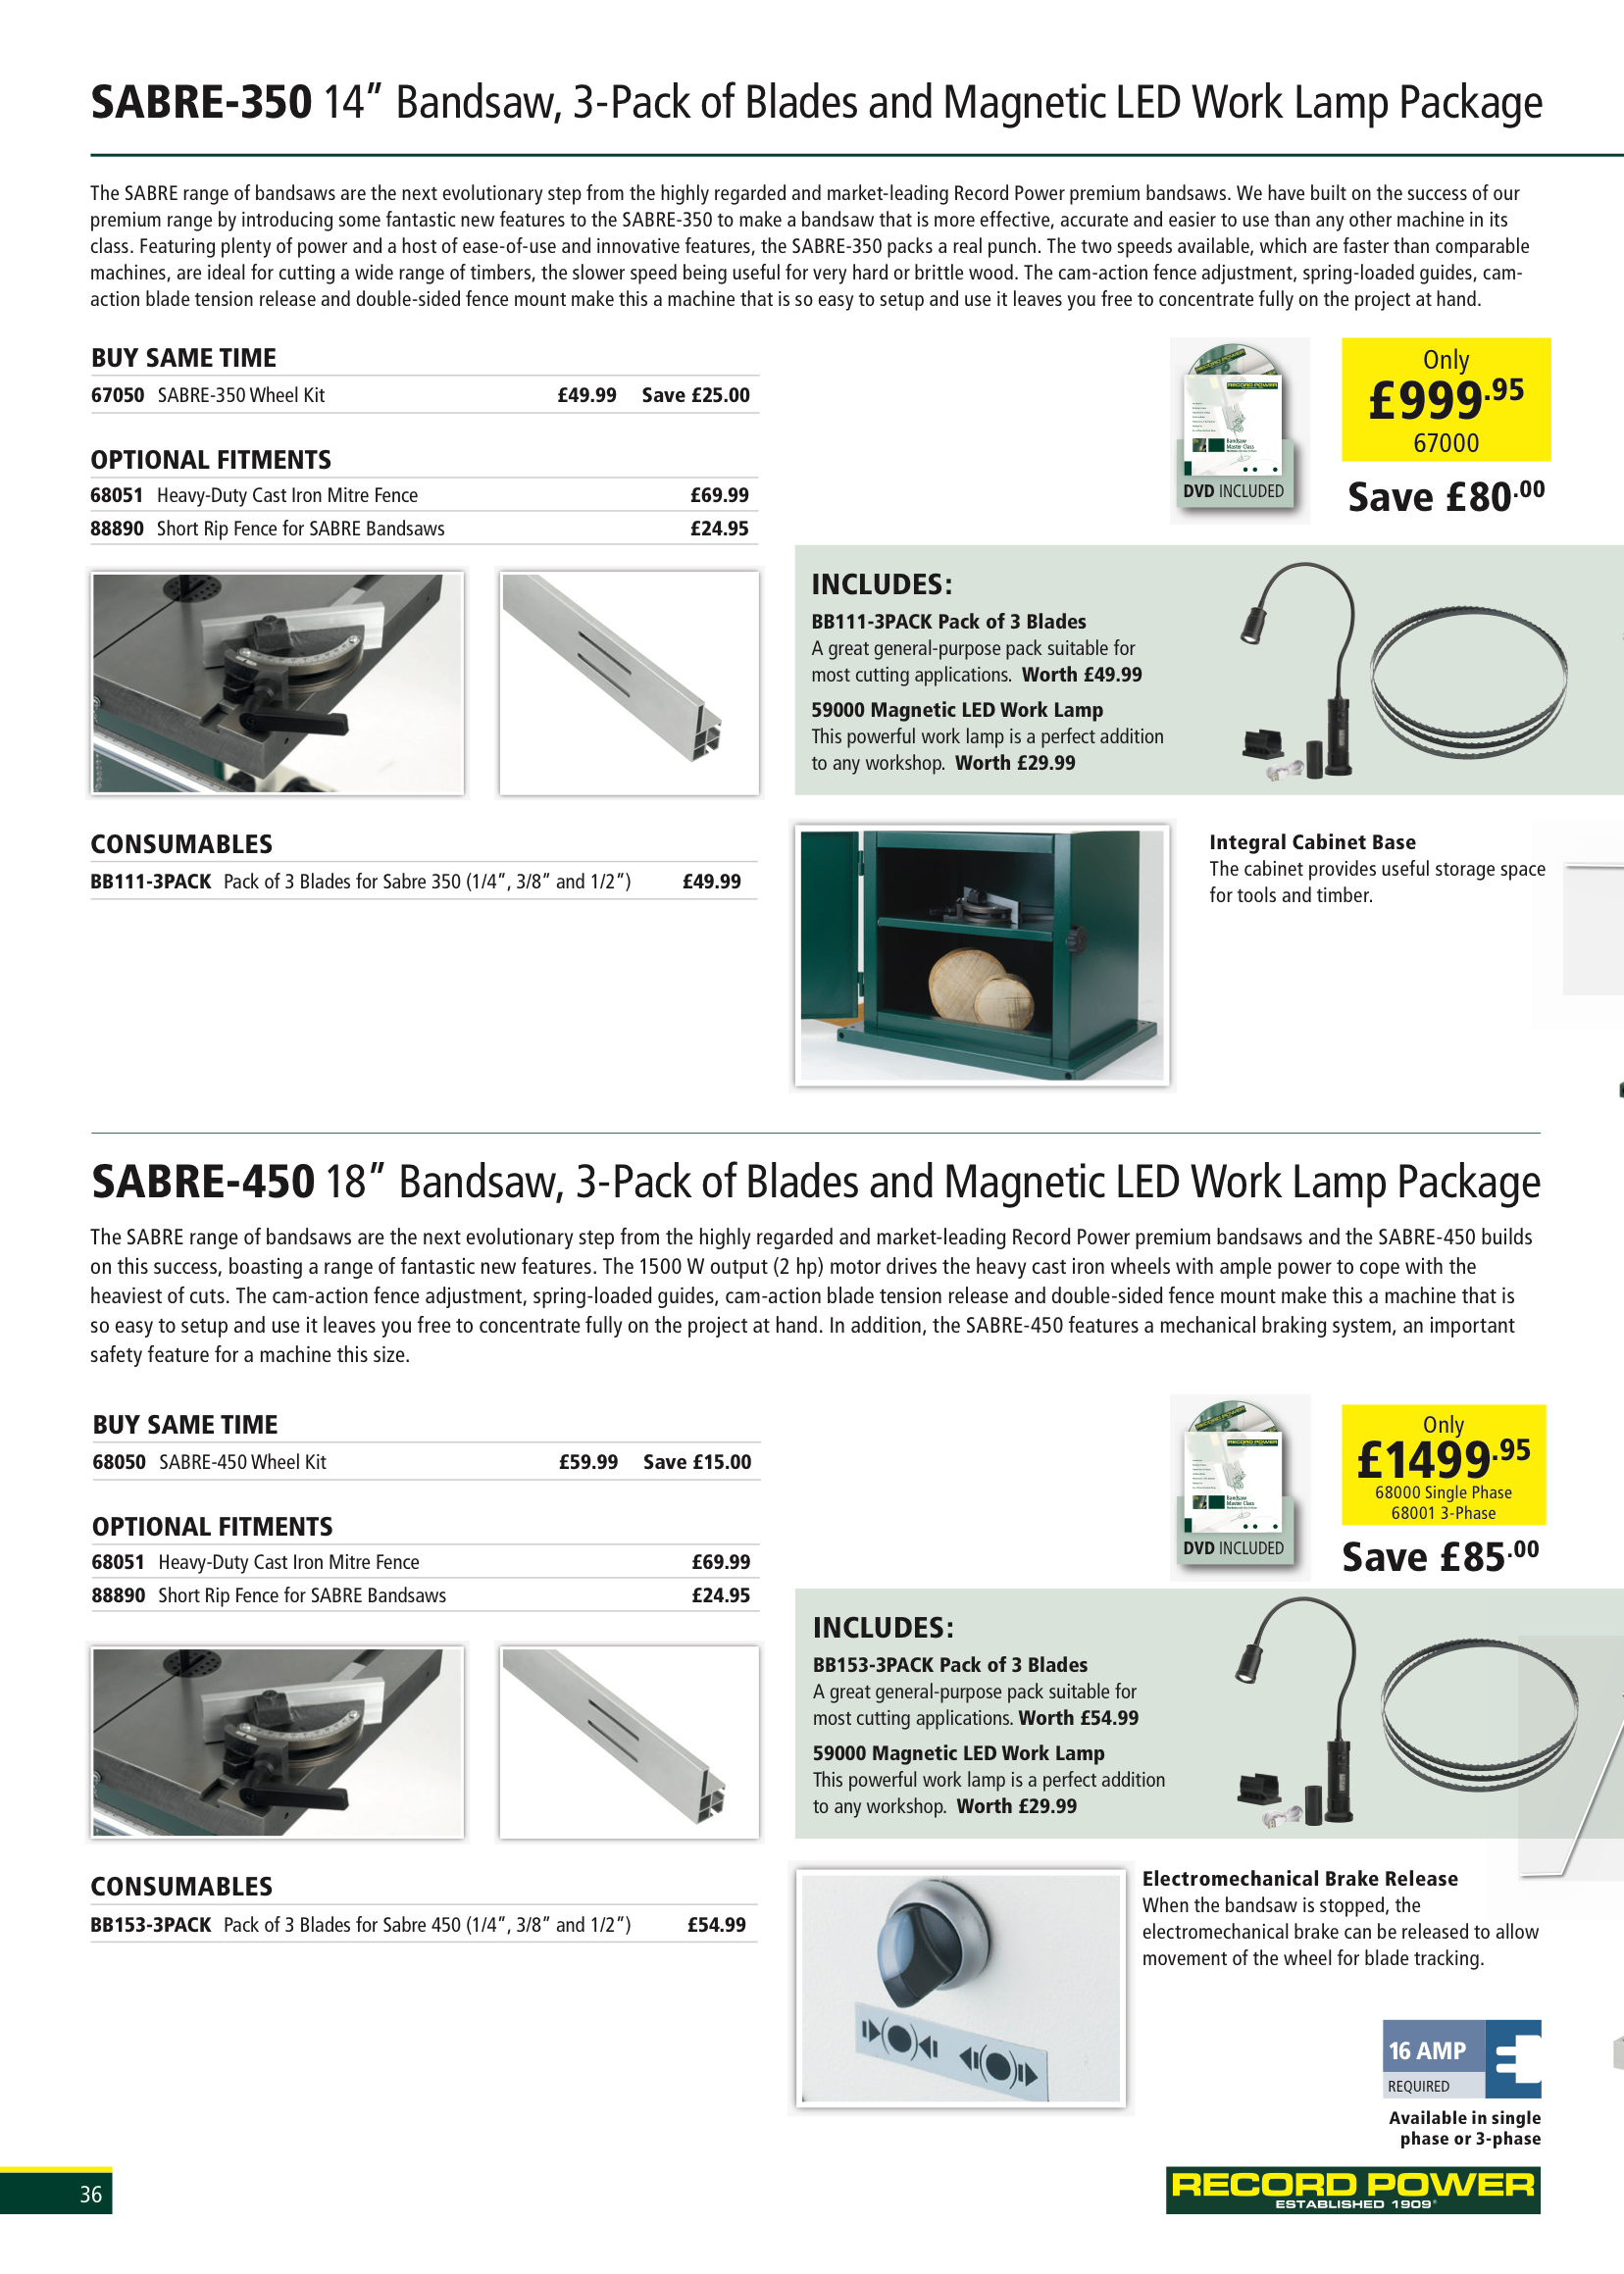 SABRE-350 14” Bandsaw, 3-Pack of Blades and Magnetic LED Work Lamp Package
The SABRE range of bandsaws are the next evolutionary step from the highly regarded and market-leading Record Power premium bandsaws. We have built on the success of our
premium range by introducing some fantastic new features to the SABRE-350 to make a bandsaw that is more effective, accurate and easier to use than any other machine in its
class. Featuring plenty of power and a host of ease-of-use and innovative features, the SABRE-350 packs a real punch. The two speeds available, which are faster than comparable
machines, are ideal for cutting a wide range of timbers, the slower speed being useful for very hard or brittle wood. The cam-action fence adjustment, spring-loaded guides, cam-
action blade tension release and double-sided fence mount make this a machine that is so easy to setup and use it leaves you free to concentrate fully on the project at hand.
BUY SAME TIME
67050 SABRE-350 Wheel Kit £49.99 Save £25.00
OPTIONAL FITMENTS
68051 Heavy-Duty Cast Iron Mitre Fence £69.99
88890 Short Rip Fence for SABRE Bandsaws £24.95
RECORD POWER
RECORD POWER
Bandsaw
Master Class
DVD INCLUDED
Only
£999.95
67000
Save £80.00
INCLUDES:
BB111-3PACK Pack of 3 Blades
A great general-purpose pack suitable for
most cutting applications. Worth £49.99
59000 Magnetic LED Work Lamp
This powerful work lamp is a perfect addition
to any workshop. Worth £29.99
CONSUMABLES
BB111-3PACK Pack of 3 Blades for Sabre 350 (1/4”, 3/8” and 1/2”) £49.99
Integral Cabinet Base
The cabinet provides useful storage space
for tools and timber.
SABRE-450 18” Bandsaw, 3-Pack of Blades and Magnetic LED Work Lamp Package
The SABRE range of bandsaws are the next evolutionary step from the highly regarded and market-leading Record Power premium bandsaws and the SABRE-450 builds
on this success, boasting a range of fantastic new features. The 1500 W output (2 hp) motor drives the heavy cast iron wheels with ample power to cope with the
heaviest of cuts. The cam-action fence adjustment, spring-loaded guides, cam-action blade tension release and double-sided fence mount make this a machine that is
so easy to setup and use it leaves you free to concentrate fully on the project at hand. In addition, the SABRE-450 features a mechanical braking system, an important
safety feature for a machine this size.
BUY SAME TIME
68050 SABRE-450 Wheel Kit £59.99 Save £15.00
OPTIONAL FITMENTS
68051 Heavy-Duty Cast Iron Mitre Fence £69.99
88890 Short Rip Fence for SABRE Bandsaws £24.95
RECORD POWER
RECORD POWER
Bandsaw
Master Class
DVD INCLUDED
Only
£1499.95
68000 Single Phase
68001 3-Phase
Save £85.00
INCLUDES:
BB153-3PACK Pack of 3 Blades
A great general-purpose pack suitable for
most cutting applications. Worth £54.99
59000 Magnetic LED Work Lamp
This powerful work lamp is a perfect addition
to any workshop. Worth £29.99
CONSUMABLES
BB153-3PACK Pack of 3 Blades for Sabre 450 (1/4”, 3/8” and 1/2”) £54.99
Electromechanical Brake Release
When the bandsaw is stopped, the
electromechanical brake can be released to allow
movement of the wheel for blade tracking.
16 AMP
REQUIRED
Available in single
phase or 3-phase
36
RECORD POWER
ESTABLISHED 1909